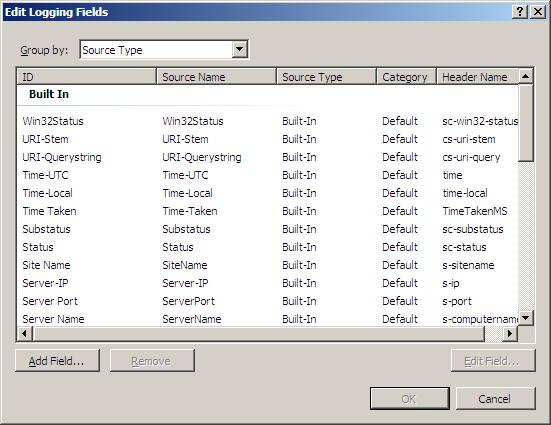 Edit Logging Fields
Group by: Source Type
ID Source Name Source Type Category Header Name
Built In
Win32Status Win32Status Built-In Default sc-win32-status
URI-Stem URI-Stem Built-In Default cs-uri-stem
URI-Querystring URI-Querystring Built-In Default cs-uri-query
Time-UTC Time-UTC Built-In Default time
Time-Local Time-Local Built-In Default time-local
Time Taken Time-Taken Built-In Default TimeTakenMS
Substatus Substatus Built-In Default sc-substatus
Status Status Built-In Default sc-status
Site Name SiteName Built-In Default s-sitename
Server-IP Server-IP Built-In Default s-ip
Server Port ServerPort Built-In Default s-port
Server Name ServerName Built-In Default s-computername
Add Field... Remove Edit Field...
OK Cancel